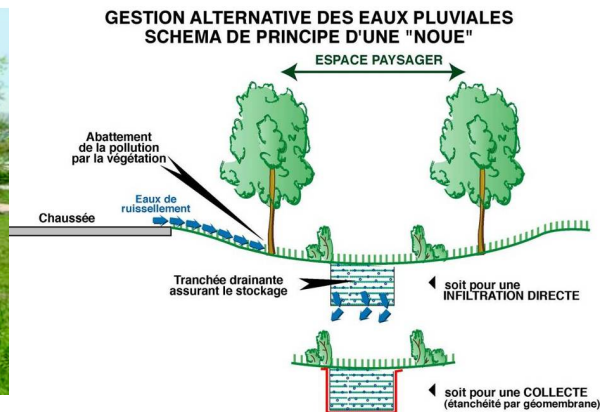 GESTION ALTERNATIVE DES EAUX PLUVIALES
SCHEMA DE PRINCIPE D'UNE "NOUE"
ESPACE PAYSAGER
Abattement
de la pollution
par la végétation
Eaux de
ruissellement
Chaussée
Tranchée drainante
assurant le stockage
soit pour une
INFILTRATION DIRECTE
soit pour une COLLECTE
(étanchéité par géomembrane)